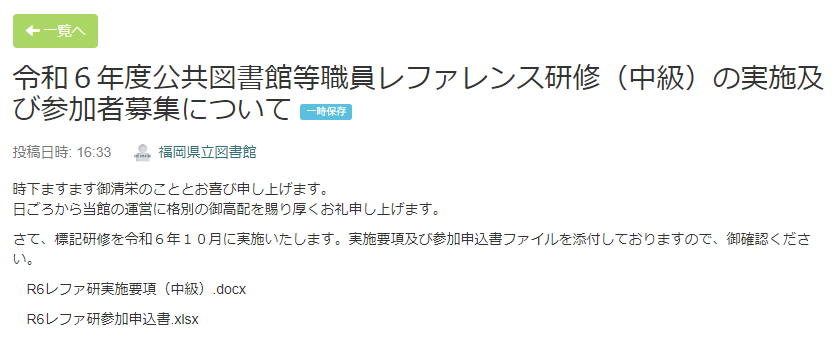 一覧へ
令和６年度公共図書館等職員レファレンス研修（中級）の実施及
び参加者募集について 一時保存
投稿日時: 16:33 福岡県立図書館
時下ますます御清栄のこととお喜び申し上げます。
日ごろから当館の運営に格別の御高配を賜り厚くお礼申し上げます。
さて、標記研修を令和６年１０月に実施いたします。実施要項及び参加申込書ファイルを添付しておりますので、御確認くださ
い。
R6レファ研実施要項（中級）.docx
R6レファ研参加申込書.xlsx